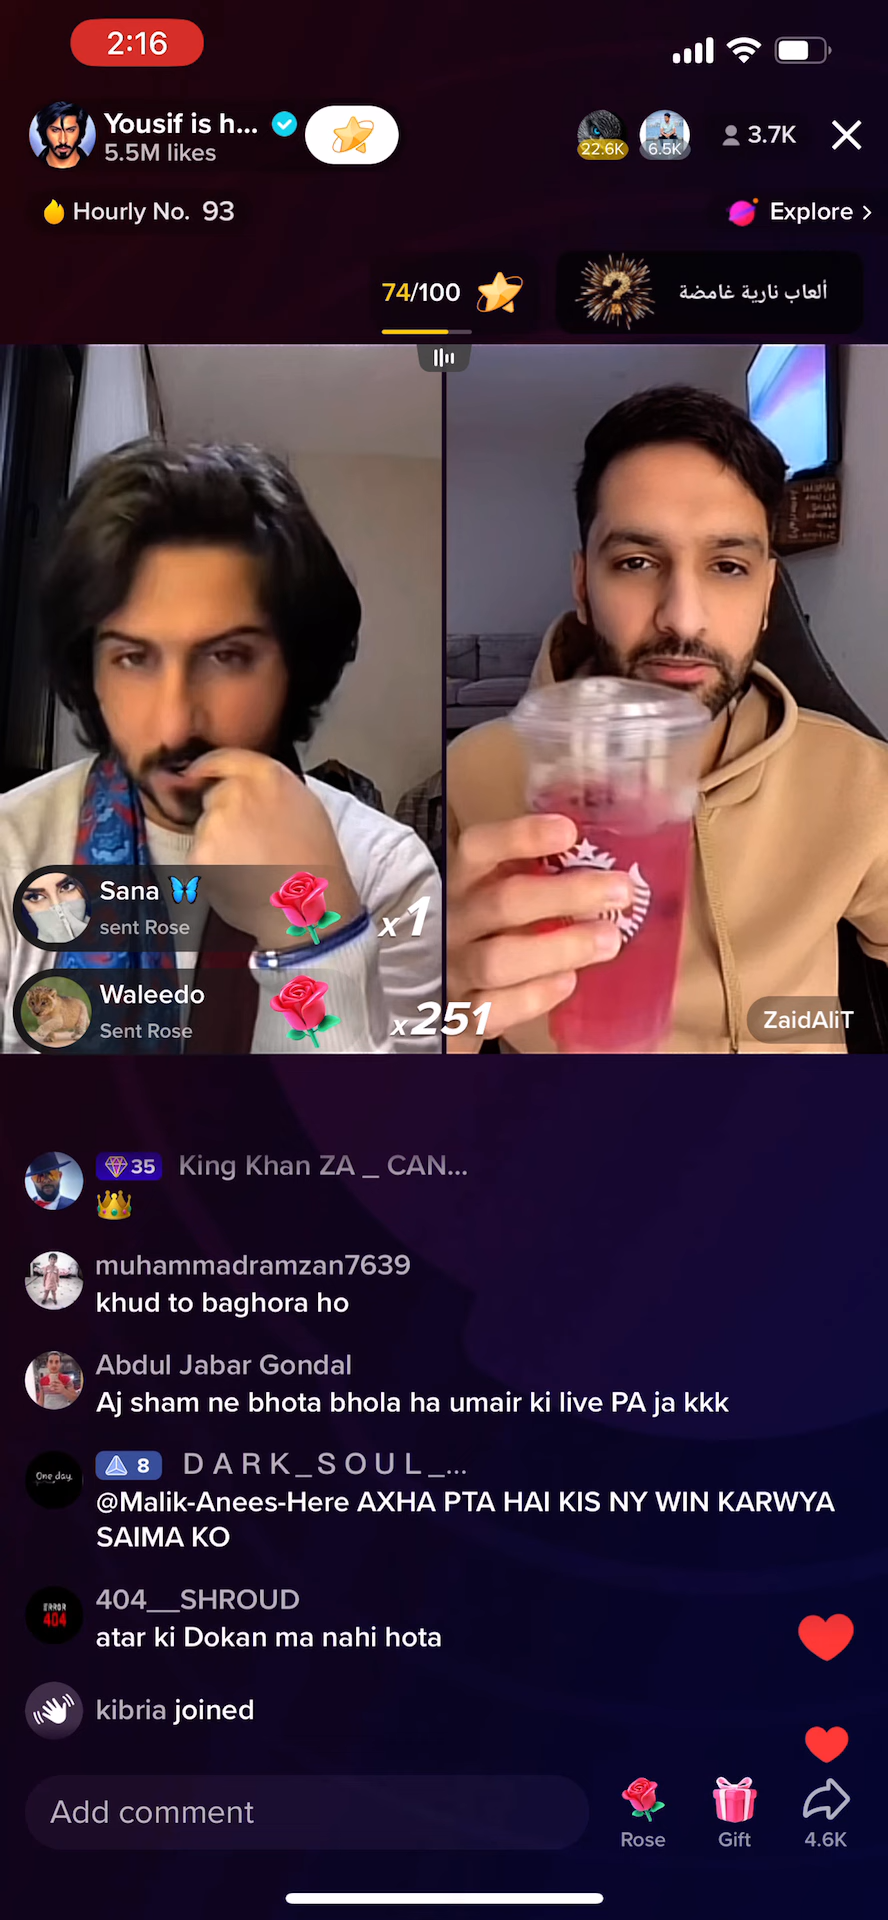 2:16
Yousif is h...
5.5M likes
22.6K
6.5K
3.7K
Hourly No. 93
Explore >
74/100
ألعاب نارية غامضة
Sana 🦋
sent Rose
x1
Waleedo
Sent Rose
x251
ZaidAliT
35 King Khan ZA _ CAN...
👑
muhammadramzan7639
khud to baghora ho
Abdul Jabar Gondal
Aj sham ne bhota bhola ha umair ki live PA ja kkk
One day
8 D A R K _ S O U L _...
@Malik-Anees-Here AXHA PTA HAI KIS NY WIN KARWYA
SAIMA KO
ERROR
404
404__SHROUD
atar ki Dokan ma nahi hota
kibria joined
Add comment
Rose
Gift
4.6K